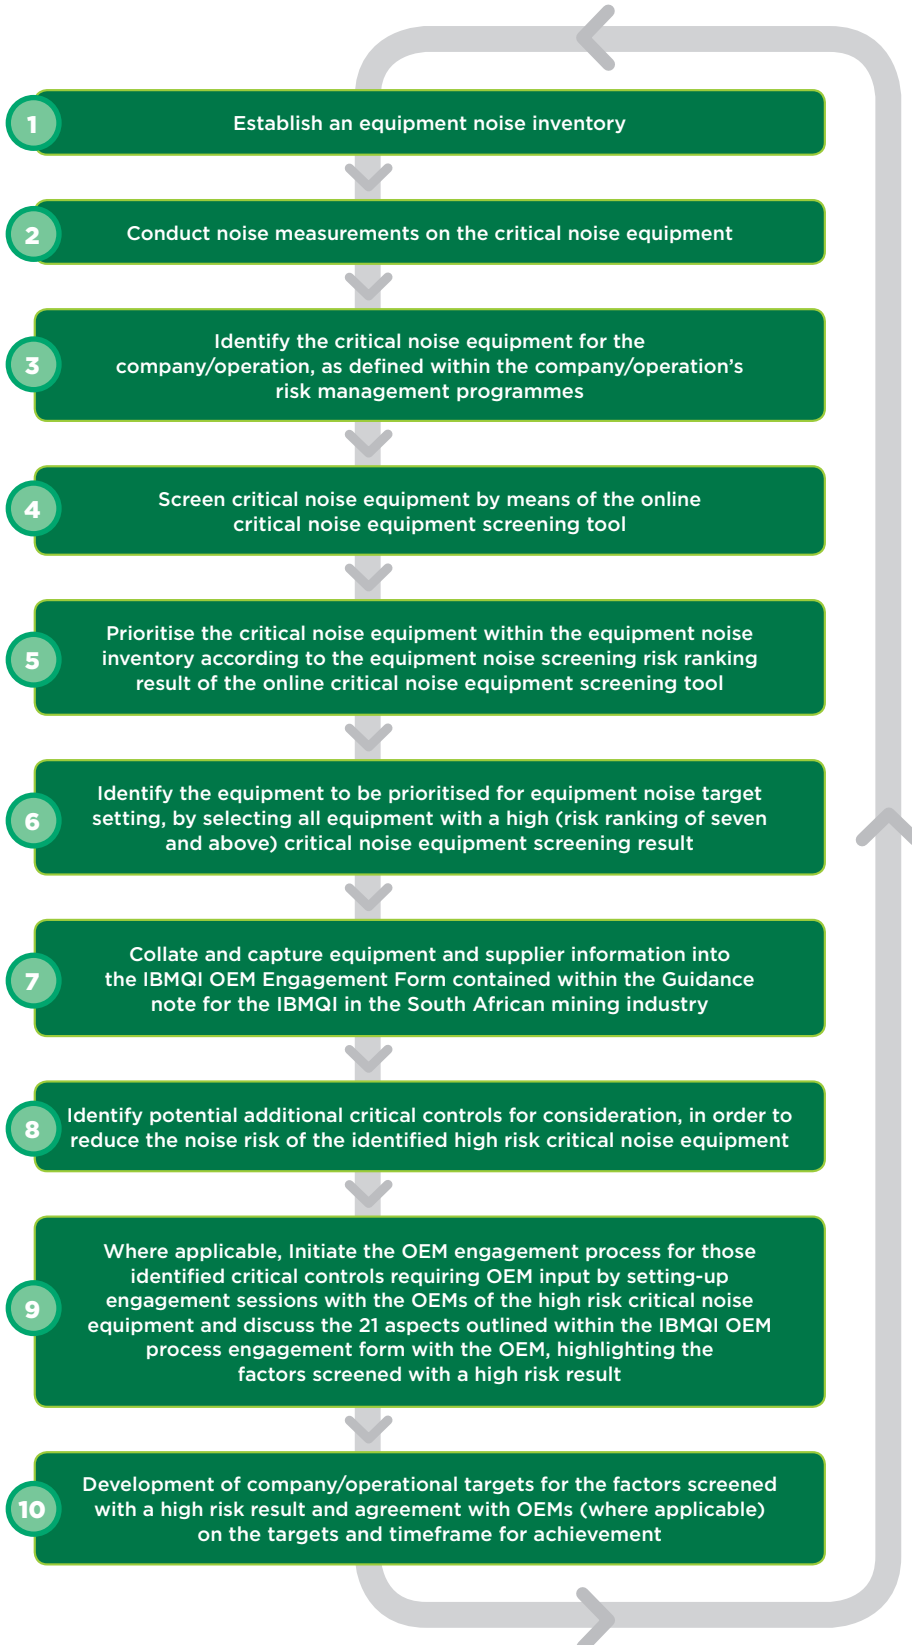 1
Establish an equipment noise inventory
2
Conduct noise measurements on the critical noise equipment
3
Identify the critical noise equipment for the
company/operation, as defined within the company/operation's
risk management programmes
4
Screen critical noise equipment by means of the online
critical noise equipment screening tool
5
Prioritise the critical noise equipment within the equipment noise
inventory according to the equipment noise screening risk ranking
result of the online critical noise equipment screening tool
6
Identify the equipment to be prioritised for equipment noise target
setting, by selecting all equipment with a high (risk ranking of seven
and above) critical noise equipment screening result
7
Collate and capture equipment and supplier information into
the IBMQI OEM Engagement Form contained within the Guidance
note for the IBMQI in the South African mining industry
8
Identify potential additional critical controls for consideration, in order to
reduce the noise risk of the identified high risk critical noise equipment
9
Where applicable, Initiate the OEM engagement process for those
identified critical controls requiring OEM input by setting-up
engagement sessions with the OEMs of the high risk critical noise
equipment and discuss the 21 aspects outlined within the IBMQI OEM
process engagement form with the OEM, highlighting the
factors screened with a high risk result
10
Development of company/operational targets for the factors screened
with a high risk result and agreement with OEMs (where applicable)
on the targets and timeframe for achievement